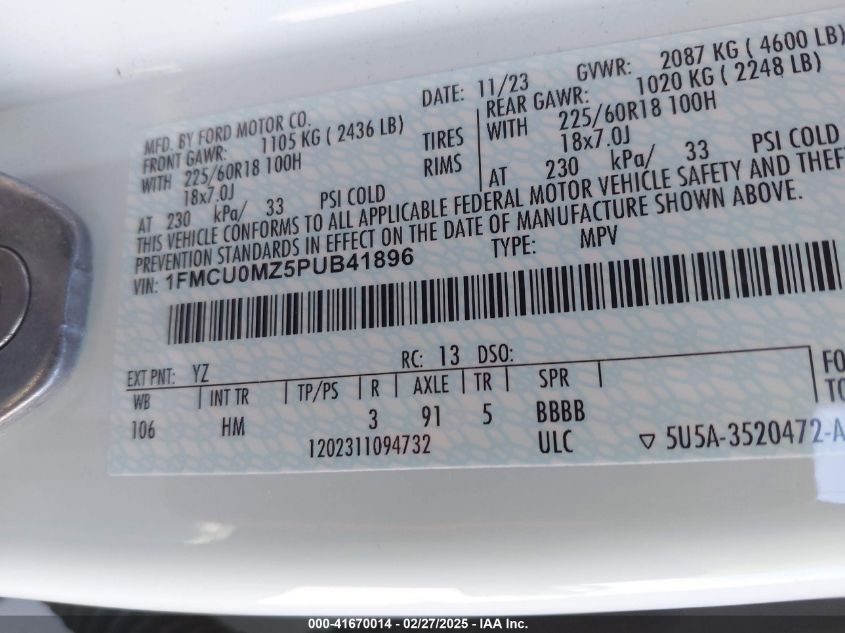 MFD. BY FORD MOTOR CO.
DATE: 11/23 GVWR: 2087 KG ( 4600 LB)
FRONT GAWR: 1105 KG ( 2436 LB)
REAR GAWR: 1020 KG ( 2248 LB)
WITH 225/60R18 100H TIRES WITH 225/60R18 100H
18x7.0J RIMS 18x7.0J
AT 230 kPa/ 33 PSI COLD AT 230 kPa/ 33 PSI COLD
THIS VEHICLE CONFORMS TO ALL APPLICABLE FEDERAL MOTOR VEHICLE SAFETY AND THEF
PREVENTION STANDARDS IN EFFECT ON THE DATE OF MANUFACTURE SHOWN ABOVE.
VIN: 1FMCU0MZ5PUB41896 TYPE: MPV
EXT PNT: YZ RC: 13 DSO:
WB INT TR TP/PS R AXLE TR SPR
106 HM 3 91 5 BBBB
1202311094732 ULC
FO
TO
▽ 5U5A-3520472-A
000-41670014 – 02/27/2025 – IAA Inc.